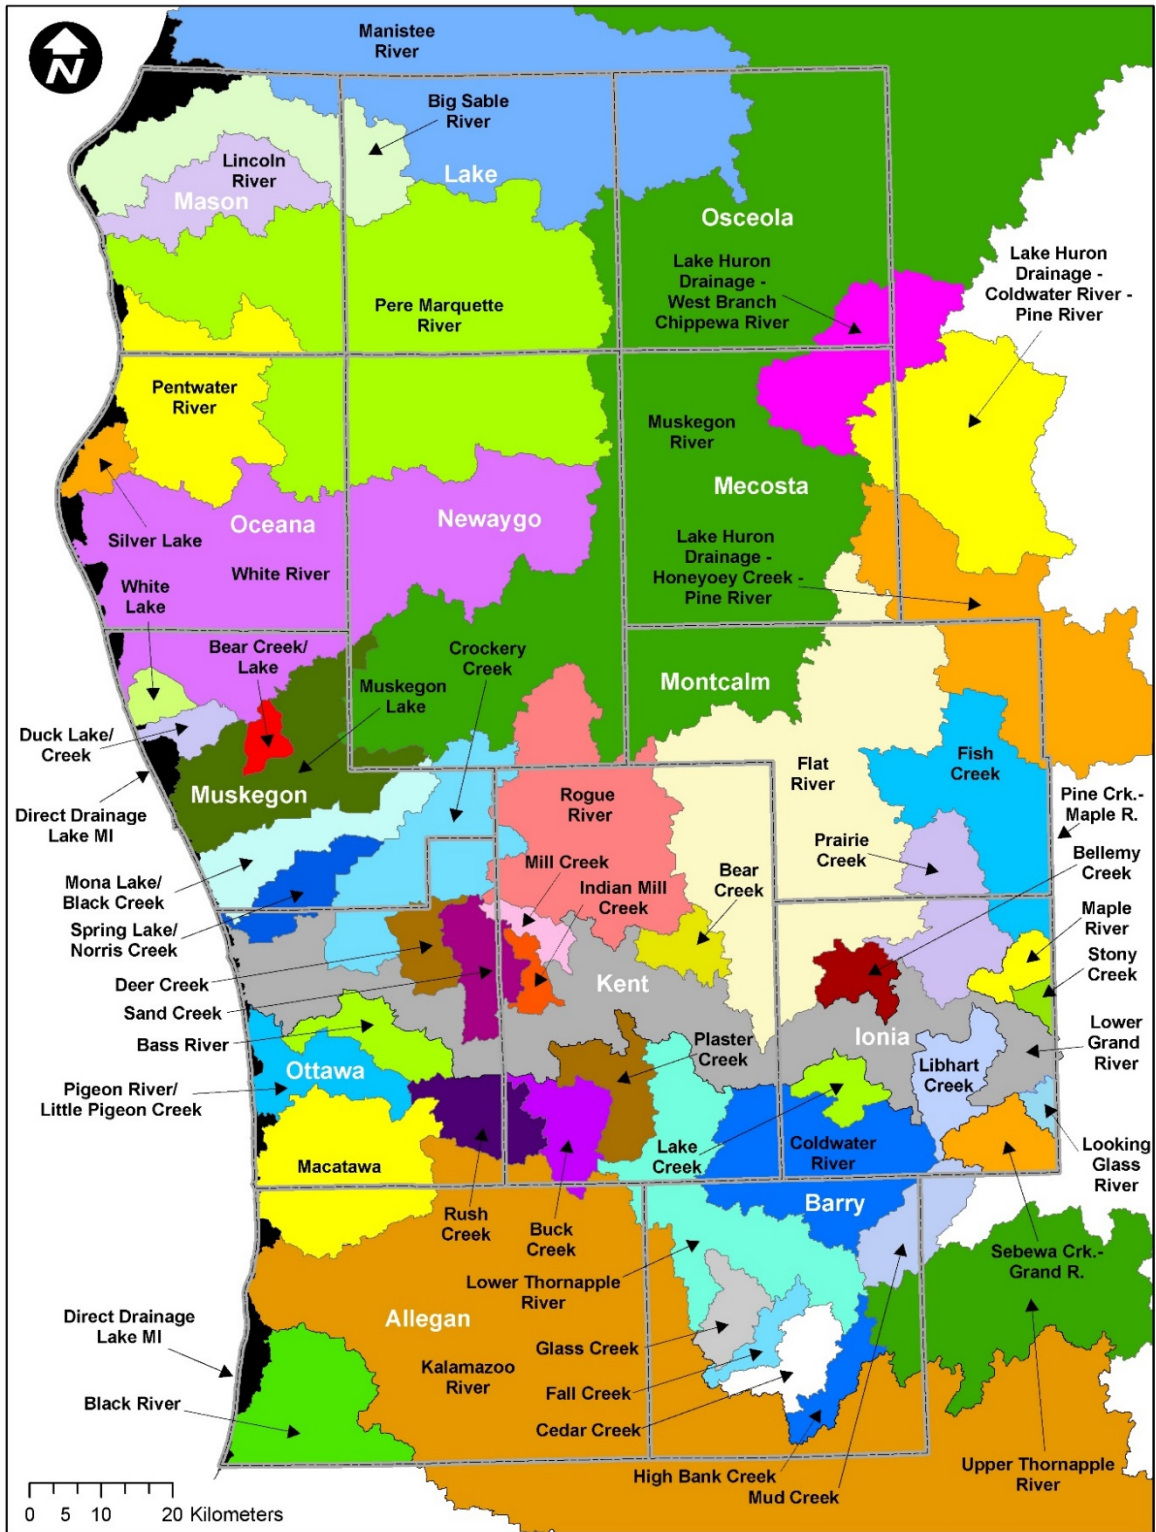 N
Manistee
River
Big Sable
River
Lincoln
River
Mason
Lake
Osceola
Lake Huron
Drainage -
West Branch
Chippewa River
Lake Huron
Drainage -
Coldwater River -
Pine River
Pere Marquette
River
Pentwater
River
Muskegon
River
Mecosta
Silver Lake
Oceana
Newaygo
White River
Lake Huron
Drainage -
Honeyoey Creek -
Pine River
White
Lake
Bear Creek/
Lake
Crockery
Creek
Muskegon
Lake
Montcalm
Duck Lake/
Creek
Direct Drainage
Lake MI
Muskegon
Rogue
River
Flat
River
Fish
Creek
Pine Crk.-
Maple R.
Prairie
Creek
Bellemy
Creek
Mona Lake/
Black Creek
Mill Creek
Indian Mill
Creek
Bear
Creek
Spring Lake/
Norris Creek
Maple
River
Stony
Creek
Deer Creek
Sand Creek
Kent
Bass River
Plaster
Creek
Ionia
Lower
Grand
River
Ottawa
Libhart
Creek
Pigeon River/
Little Pigeon Creek
Macatawa
Lake
Creek
Coldwater
River
Looking
Glass
River
Rush
Creek
Buck
Creek
Barry
Sebewa Crk.-
Grand R.
Lower Thornapple
River
Direct Drainage
Lake MI
Allegan
Glass Creek
Kalamazoo
River
Fall Creek
Black River
Cedar Creek
High Bank Creek
Mud Creek
Upper Thornapple
River
0 5 10 20 Kilometers